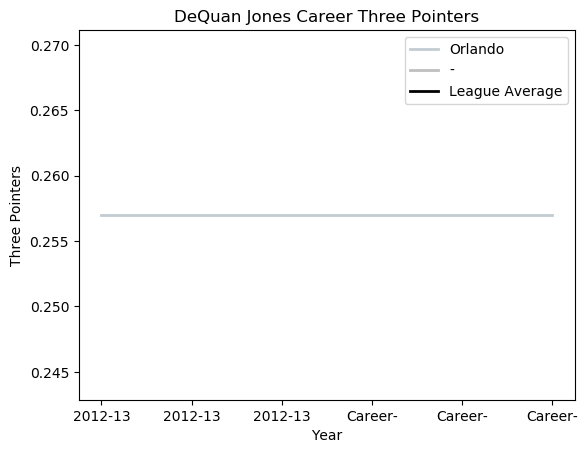 DeQuan Jones Career Three Pointers
Three Pointers
0.270
0.265
0.260
0.255
0.250
0.245
Orlando
-
League Average
2012-13 2012-13 2012-13 Career- Career- Career-
Year